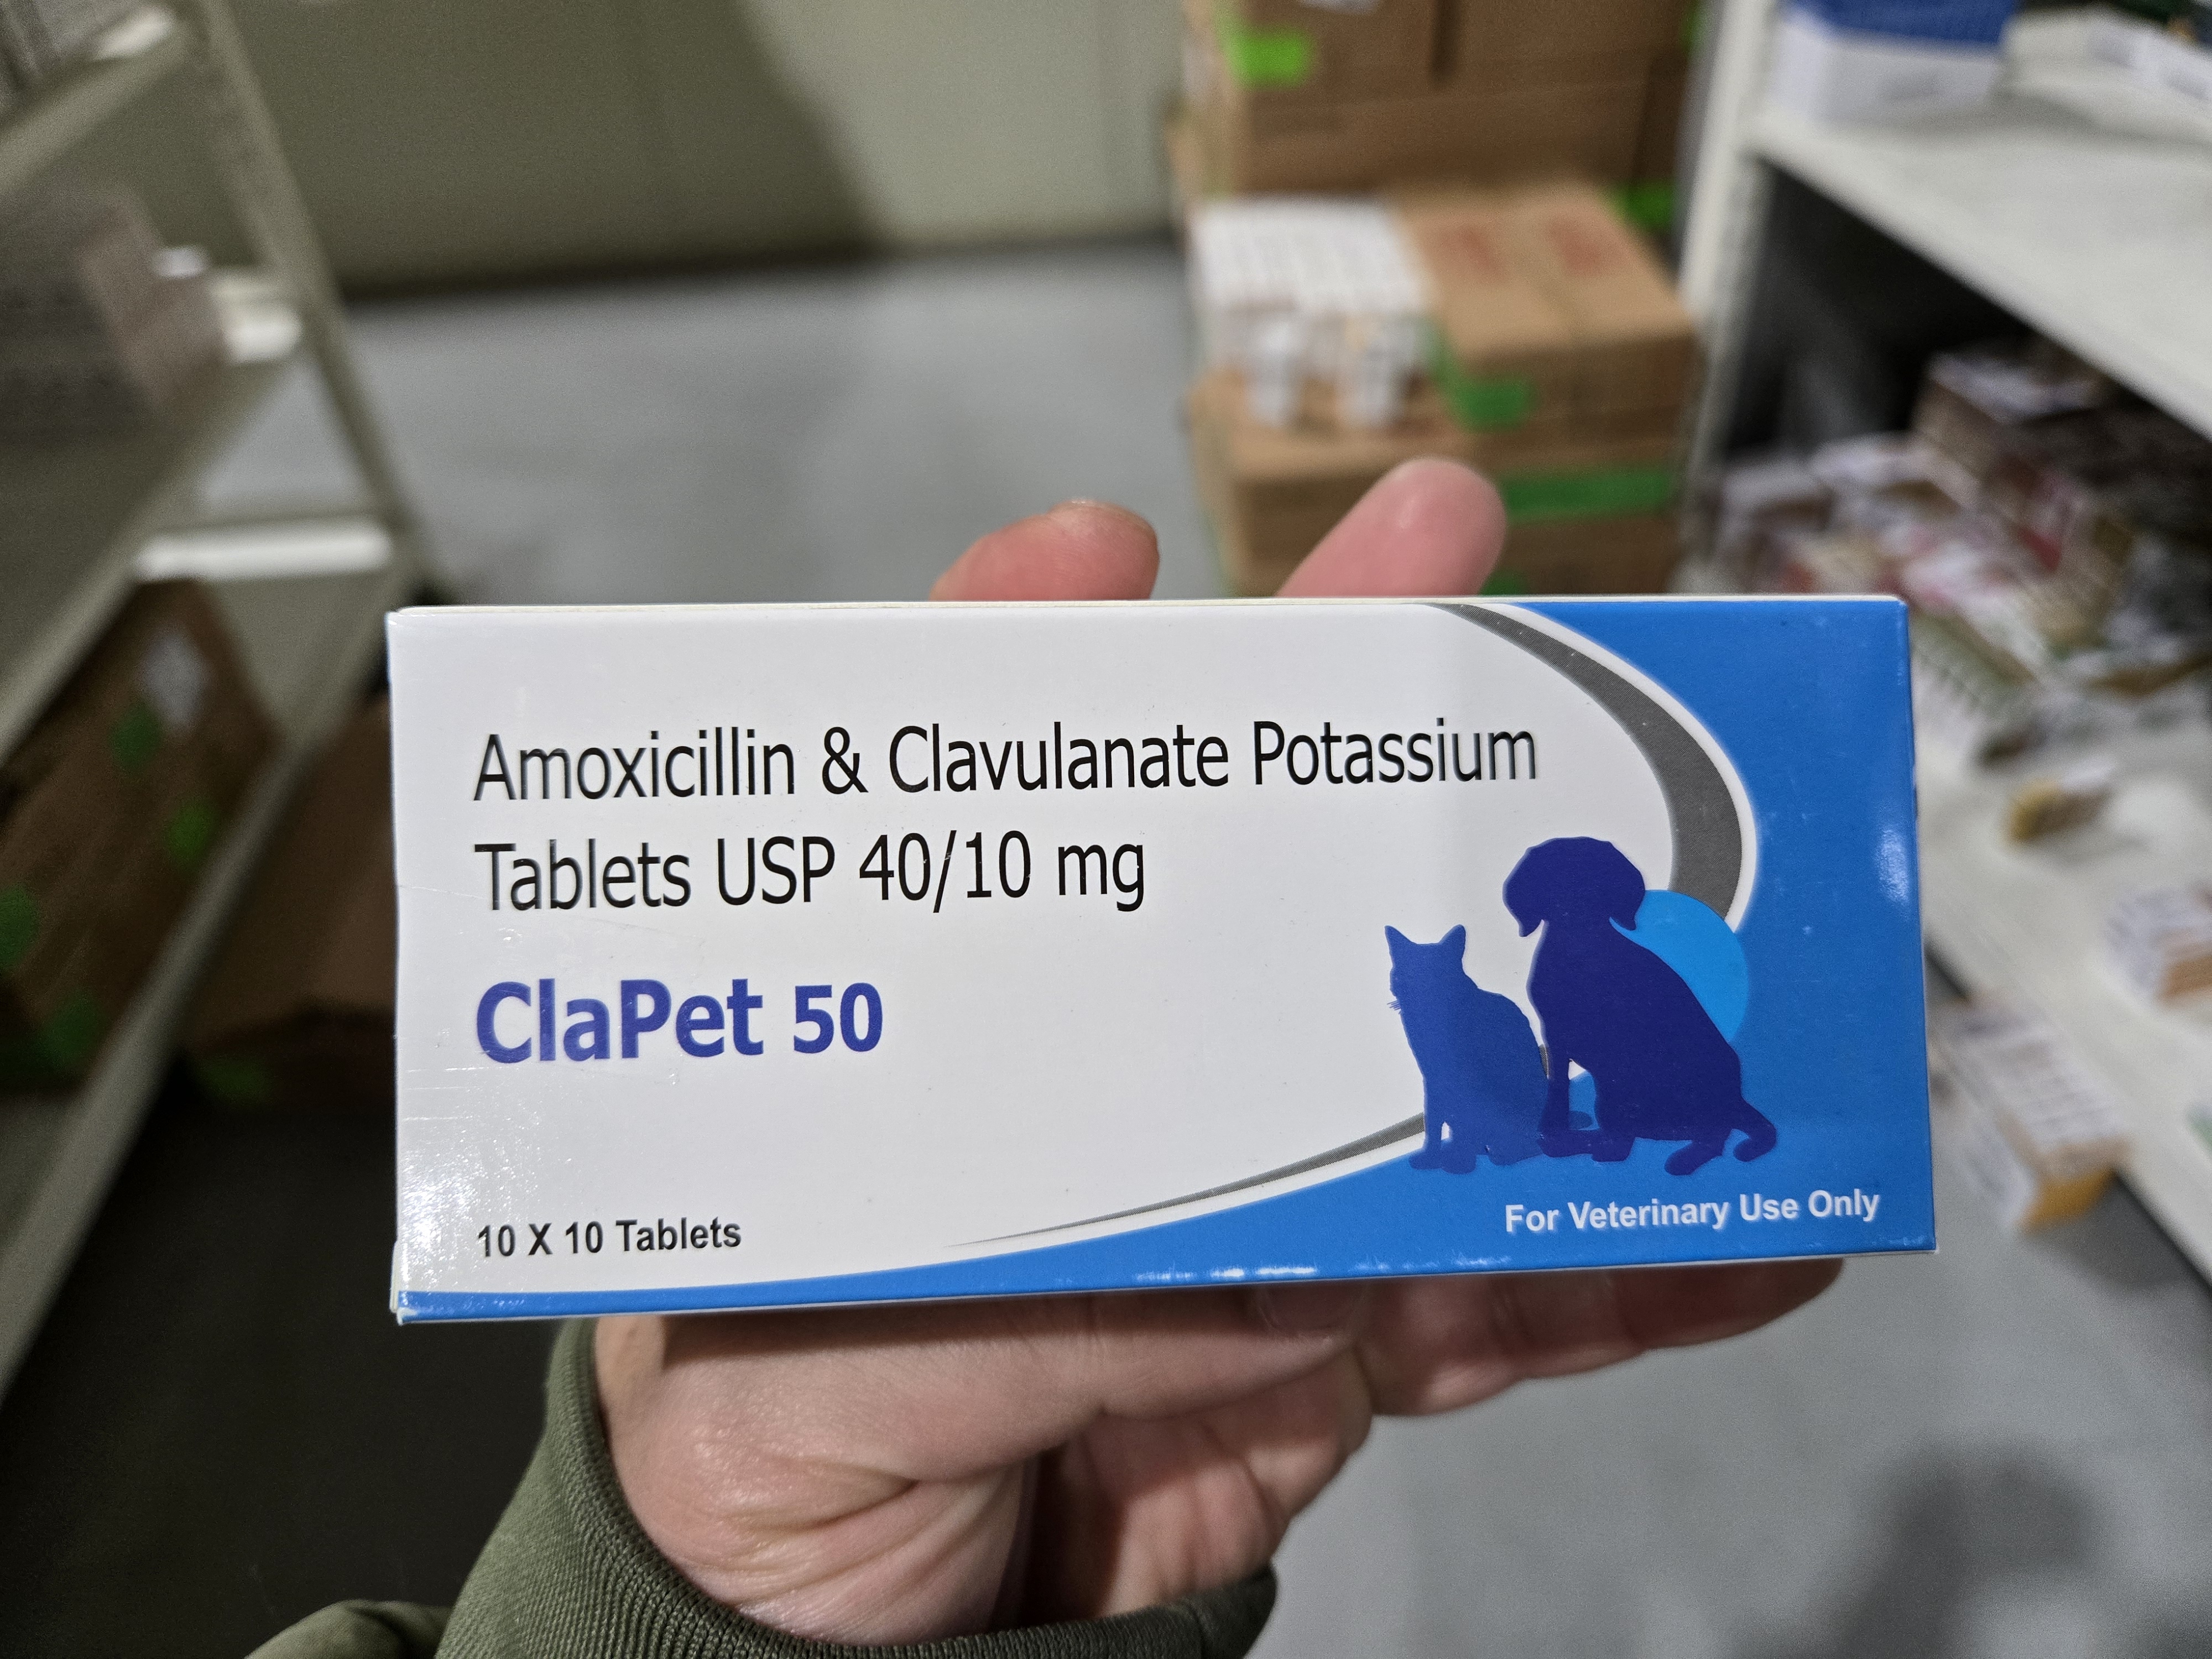 Amoxicillin & Clavulanate Potassium
Tablets USP 40/10 mg
ClaPet 50
10 X 10 Tablets
For Veterinary Use Only